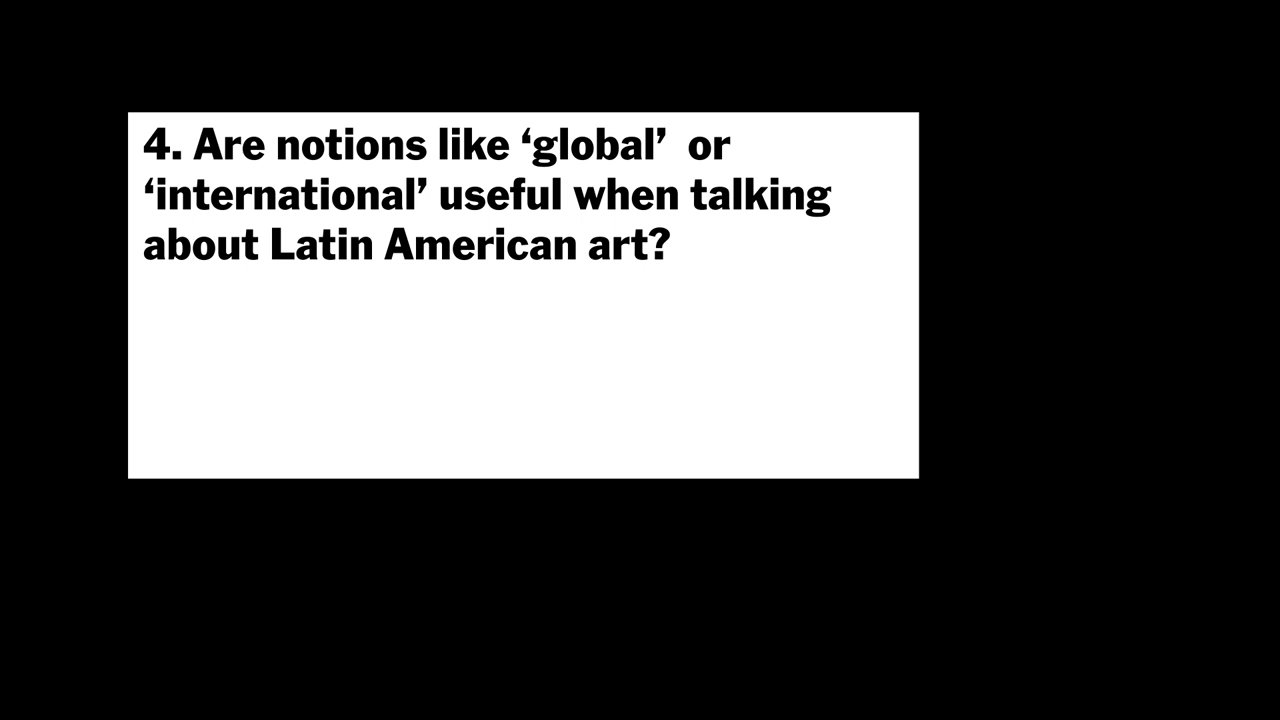 4. Are notions like ‘global’  or
‘international’ useful when talking
about Latin American art?